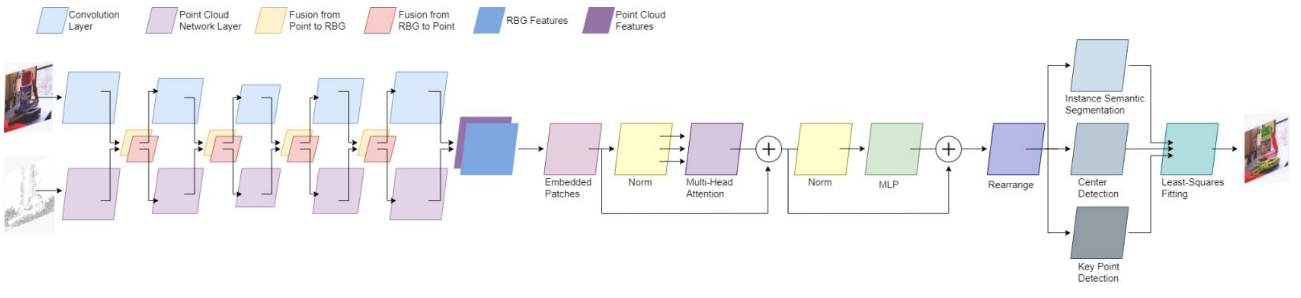 Convolution
Layer
Point Cloud
Network Layer
Fusion from
Point to RBG
Fusion from
RBG to Point
RBG Features
Point Cloud
Features
Embedded
Patches
Norm
Multi-Head
Attention
Norm
MLP
Rearrange
Instance Semantic
Segmentation
Center
Detection
Key Point
Detection
Least-Squares
Fitting